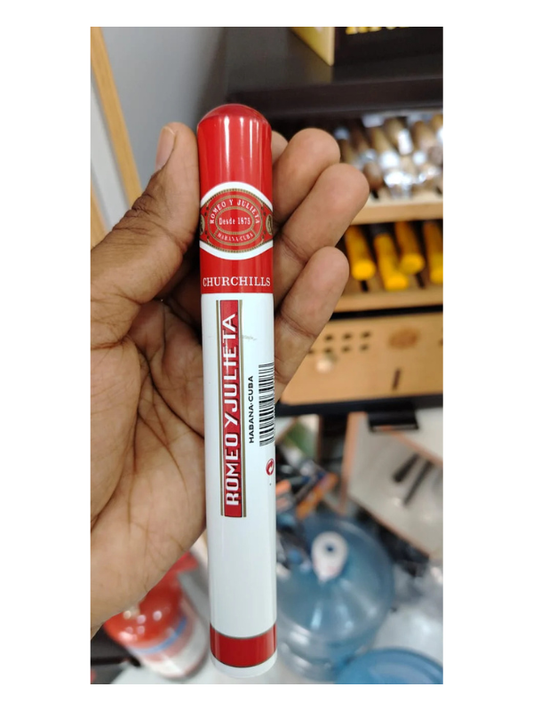 ROMEO Y JULIETA
Desde 1875
HABANA-CUBA
CHURCHILLS
ROMEO Y JULIETA
HABANA-CUBA